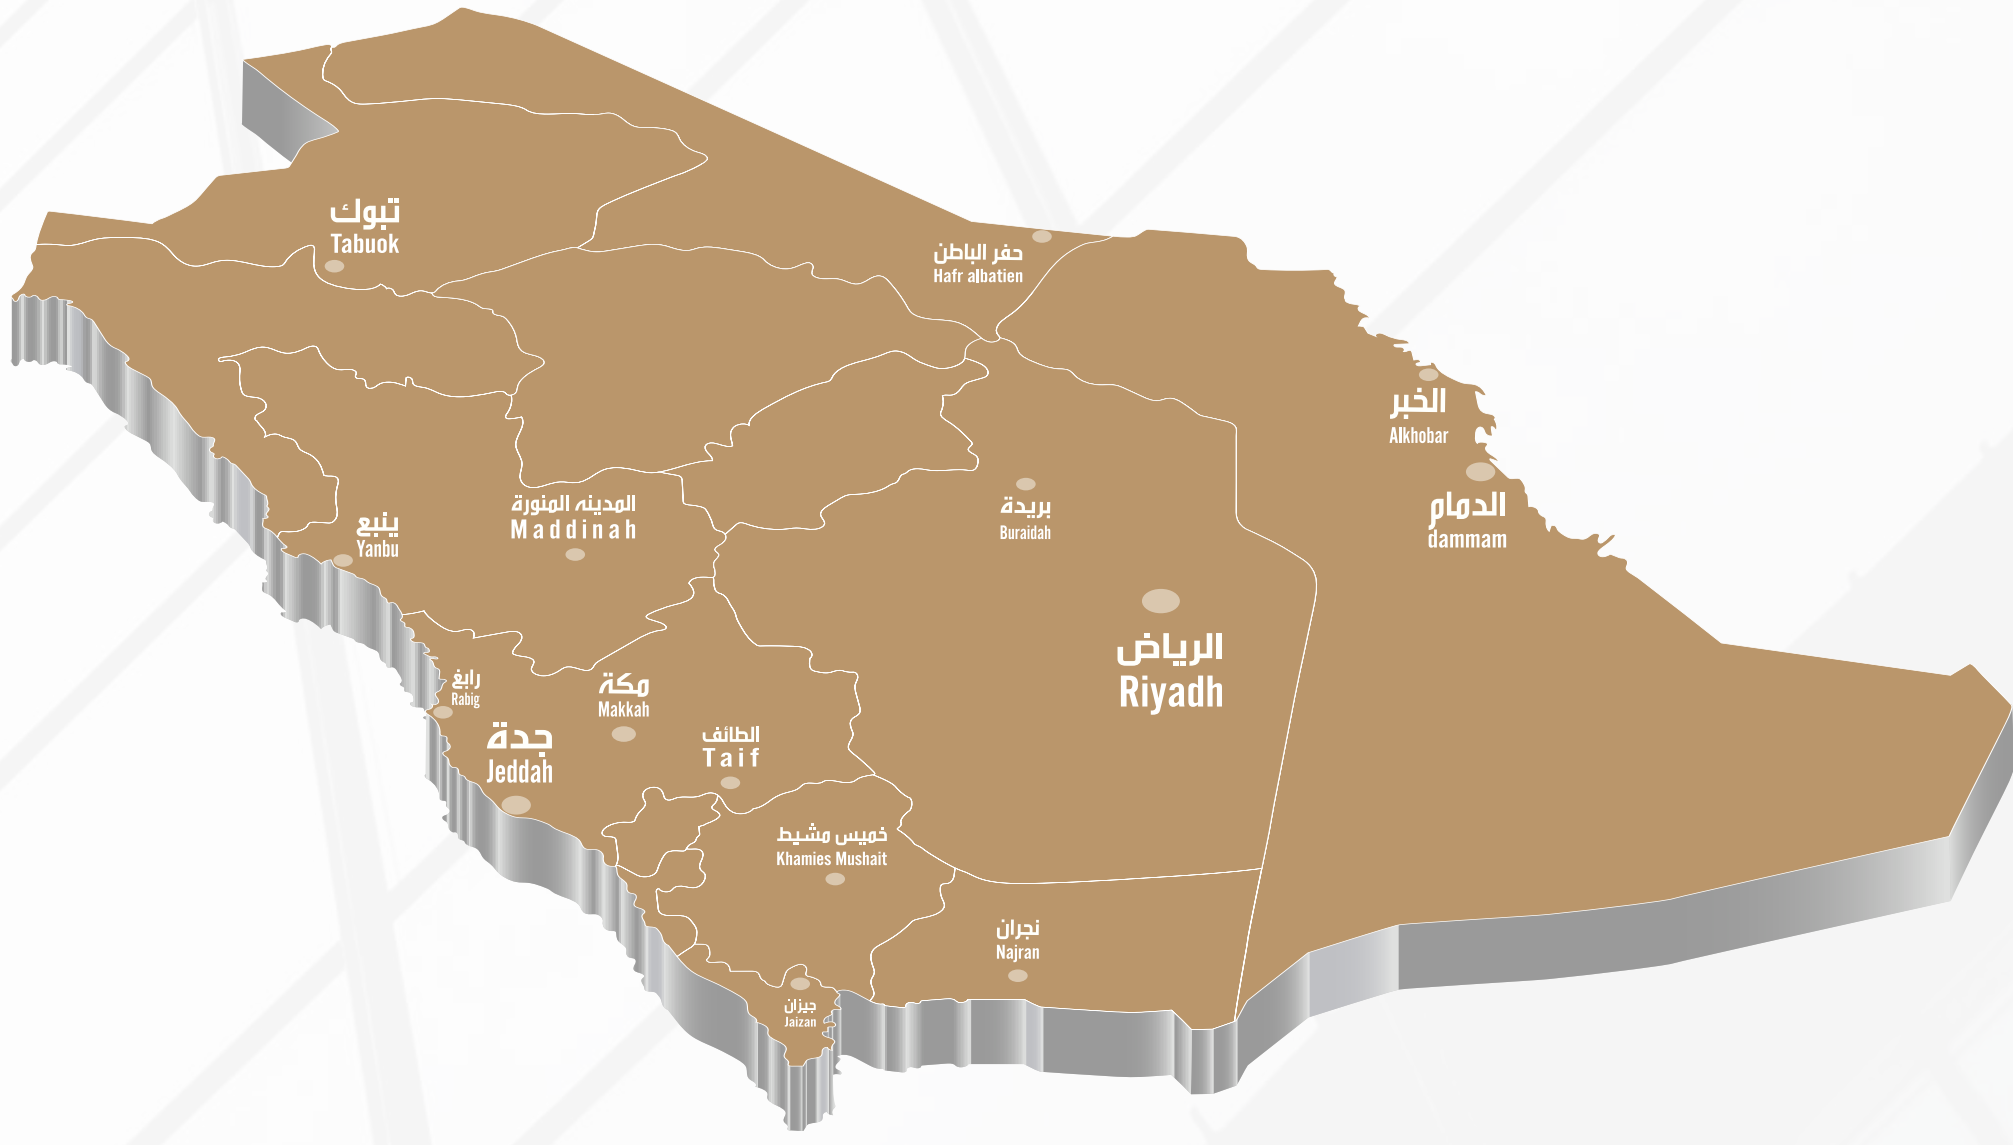 تبوك
Tabuok
حفر الباطن
Hafr albatien
الخبر
Alkhobar
المدينه المنورة
Maddinah
بريدة
Buraidah
الدمام
dammam
ينبع
Yanbu
الرياض
Riyadh
رابغ
Rabig
مكة
Makkah
جدة
Jeddah
الطائف
Taif
خميس مشيط
Khamies Mushait
نجران
Najran
جيزان
Jaizan